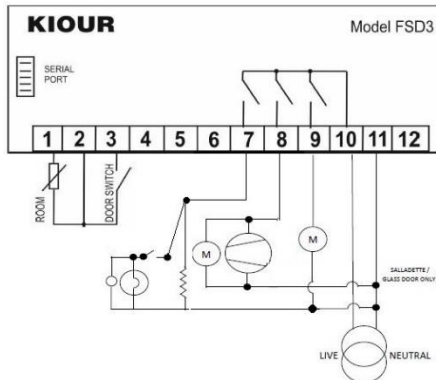 KIOUR
Model FSD3
SERIAL
PORT
1 2 3 4 5 6 7 8 9 10 11 12
ROOM
DOOR SWITCH
M
M
SALLADETTE /
GLASS DOOR ONLY
LIVE
NEUTRAL